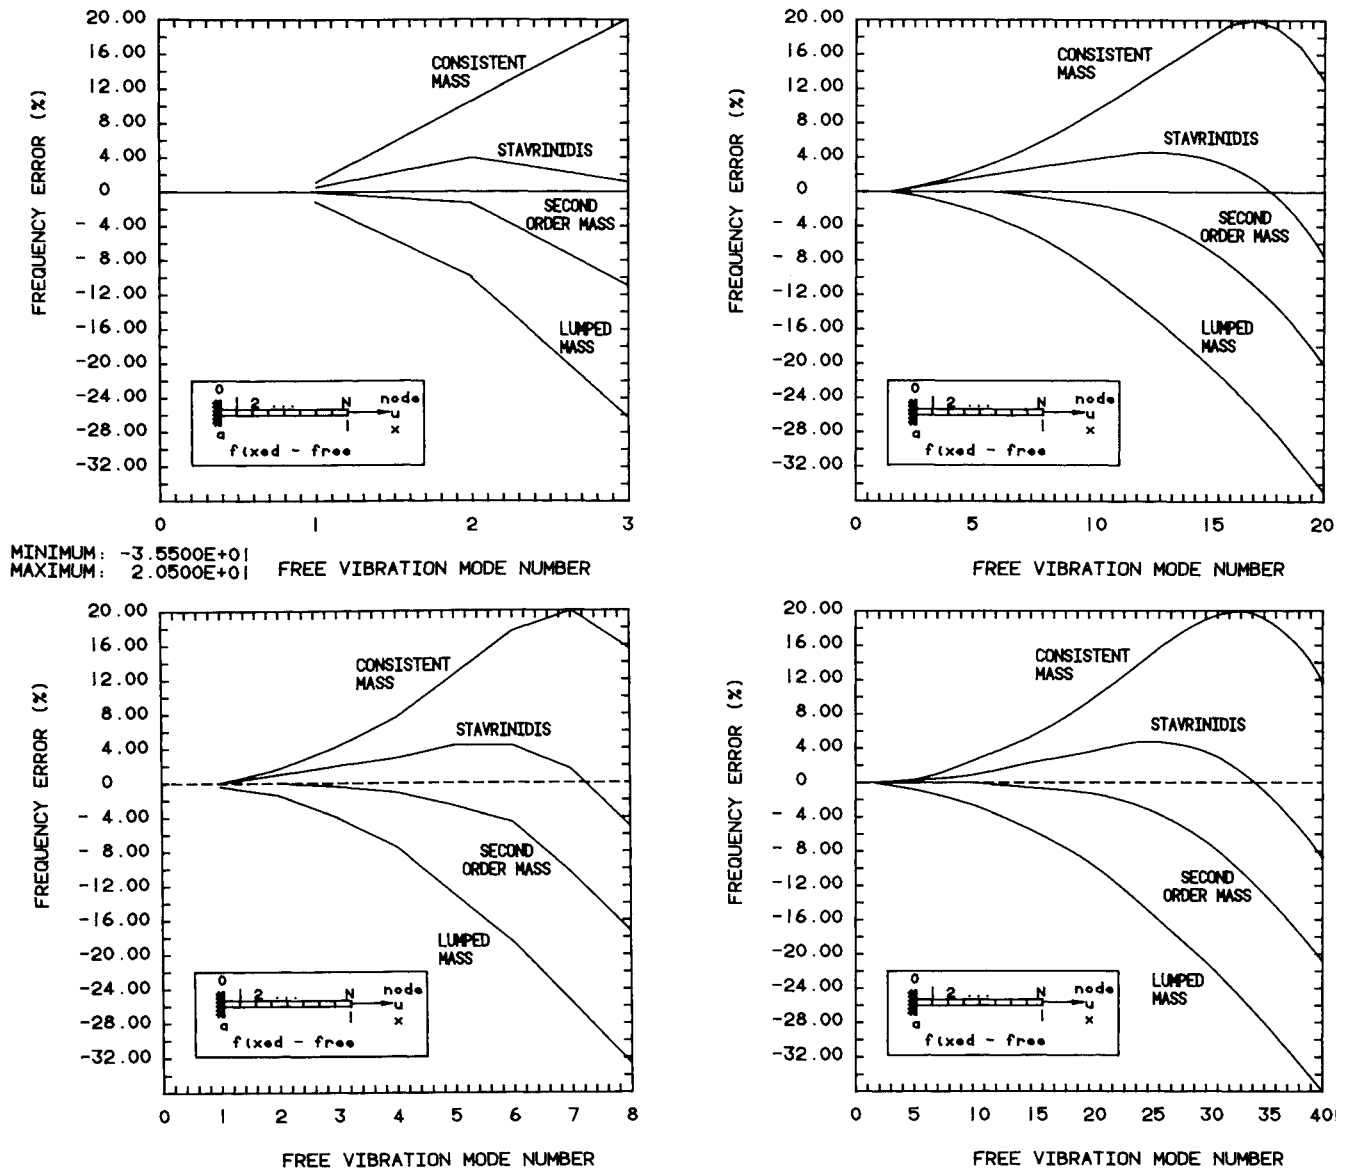 20.00
16.00
12.00
8.00
4.00
0
- 4.00
- 8.00
-12.00
-16.00
-20.00
-24.00
-28.00
-32.00
FREQUENCY ERROR (%)
CONSISTENT
MASS
STAVRINIDIS
SECOND
ORDER MASS
LUMPED
MASS
0
1 2 ... N node
u
a 1 x
fixed - free
0 1 2 3
MINIMUM: -3.5500E+01
MAXIMUM: 2.0500E+01
FREE VIBRATION MODE NUMBER
20.00
16.00
12.00
8.00
4.00
0
- 4.00
- 8.00
-12.00
-16.00
-20.00
-24.00
-28.00
-32.00
FREQUENCY ERROR (%)
CONSISTENT
MASS
STAVRINIDIS
SECOND
ORDER MASS
LUMPED
MASS
0
1 2 ... N node
u
a 1 x
fixed - free
0 5 10 15 20
FREE VIBRATION MODE NUMBER
20.00
16.00
12.00
8.00
4.00
0
- 4.00
- 8.00
-12.00
-16.00
-20.00
-24.00
-28.00
-32.00
FREQUENCY ERROR (%)
CONSISTENT
MASS
STAVRINIDIS
SECOND
ORDER MASS
LUMPED
MASS
0
1 2 ... N node
u
a 1 x
fixed - free
0 1 2 3 4 5 6 7 8
FREE VIBRATION MODE NUMBER
20.00
16.00
12.00
8.00
4.00
0
- 4.00
- 8.00
-12.00
-16.00
-20.00
-24.00
-28.00
-32.00
FREQUENCY ERROR (%)
CONSISTENT
MASS
STAVRINIDIS
SECOND
ORDER MASS
LUMPED
MASS
0
1 2 ... N node
u
a 1 x
fixed - free
0 5 10 15 20 25 30 35 40
FREE VIBRATION MODE NUMBER